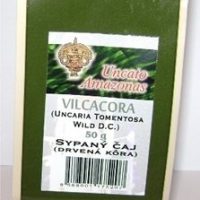 Uncato
Amazonas
VILCACORA
(UNCARIA TOMENTOSA
WILD D.C.)
50 g
SYPANÝ ČAJ
(DRVENÁ KÔRA)